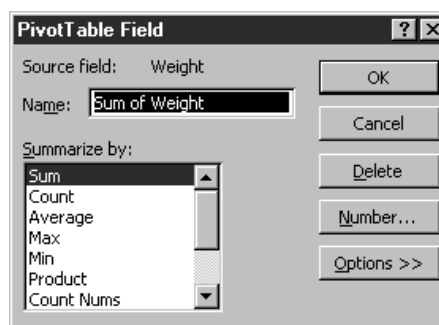 PivotTable Field
Source field: Weight
Name: Sum of Weight
Summarize by:
Sum
Count
Average
Max
Min
Product
Count Nums
OK
Cancel
Delete
Number...
Options >>